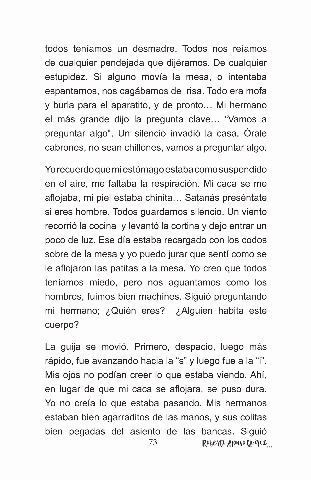 todos teníamos un desmadre. Todos nos reíamos
de cualquier pendejada que dijéramos. De cualquier
estupidez. Si alguno movía la mesa, o intentaba
espantarnos, nos cagábamos de risa. Todo era mofa
y burla para el aparatito, y de pronto... Mi hermano
el más grande dijo la pregunta clave... "Vamos a
preguntar algo". Un silencio invadió la casa. Órale
cabrones, no sean chillones, vamos a preguntar algo.
Yo recuerdo que mi estómago estaba como suspendido
en el aire, me faltaba la respiración. Mi caca se me
aflojaba, mi piel estaba chinita... Satanás preséntate
si eres hombre. Todos guardamos silencio. Un viento
recorrió la cocina y levantó la cortina y dejo entrar un
poco de luz. Ese día estaba recargado con los codos
sobre de la mesa y yo puedo jurar que sentí como se
le aflojaron las patitas a la mesa. Yo creo que todos
teníamos miedo, pero nos aguantamos como los
hombres, fuimos bien machines. Siguió preguntando
mi hermano; ¿Quién eres? ¿Alguien habita este
cuerpo?
La guija se movió. Primero, despacio, luego más
rápido, fue avanzando hacia la "s" y luego fue a la "i".
Mis ojos no podían creer lo que estaba viendo. Ahí,
en lugar de que mi caca se aflojara, se puso dura.
Yo no creía lo que estaba pasando. Mis hermanos
estaban bien agarraditos de las manos, y sus colitas
bien pegadas del asiento de las bancas. Siguió
73